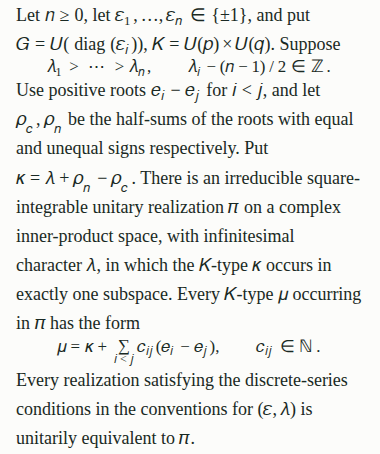 Let n ≥ 0, let ε₁ , …, εₙ ∈ {±1}, and put
G = U( diag (εᵢ)), K = U(p) × U(q). Suppose
λ₁ > ⋯ > λₙ, λᵢ − (n − 1) / 2 ∈ ℤ .
Use positive roots eᵢ − eⱼ for i < j, and let
ρ_c , ρₙ be the half-sums of the roots with equal
and unequal signs respectively. Put
κ = λ + ρₙ − ρ_c . There is an irreducible square-
integrable unitary realization π on a complex
inner-product space, with infinitesimal
character λ, in which the K-type κ occurs in
exactly one subspace. Every K-type μ occurring
in π has the form
μ = κ + ∑_{i < j} cᵢⱼ (eᵢ − eⱼ), cᵢⱼ ∈ ℕ .
Every realization satisfying the discrete-series
conditions in the conventions for (ε, λ) is
unitarily equivalent to π.